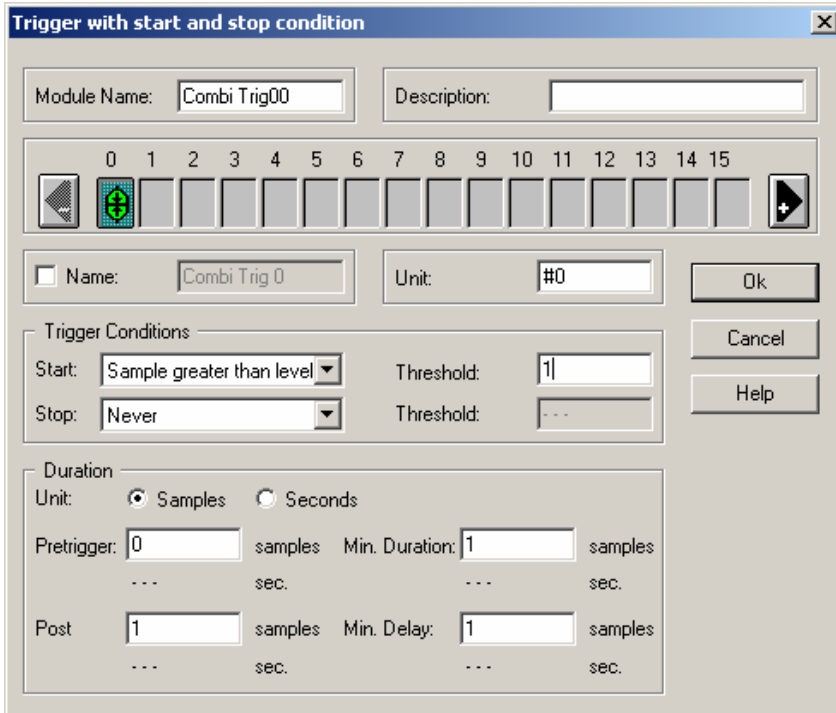 Trigger with start and stop condition
Module Name: Combi Trig00 Description:
0 1 2 3 4 5 6 7 8 9 10 11 12 13 14 15
Name: Combi Trig 0 Unit: #0 Ok
Trigger Conditions
Cancel
Start: Sample greater than level Threshold: 1
Help
Stop: Never Threshold: - - -
Duration
Unit: Samples Seconds
Pretrigger: 0 samples Min. Duration: 1 samples
- - - sec. - - - sec.
Post 1 samples Min. Delay: 1 samples
- - - sec. - - - sec.